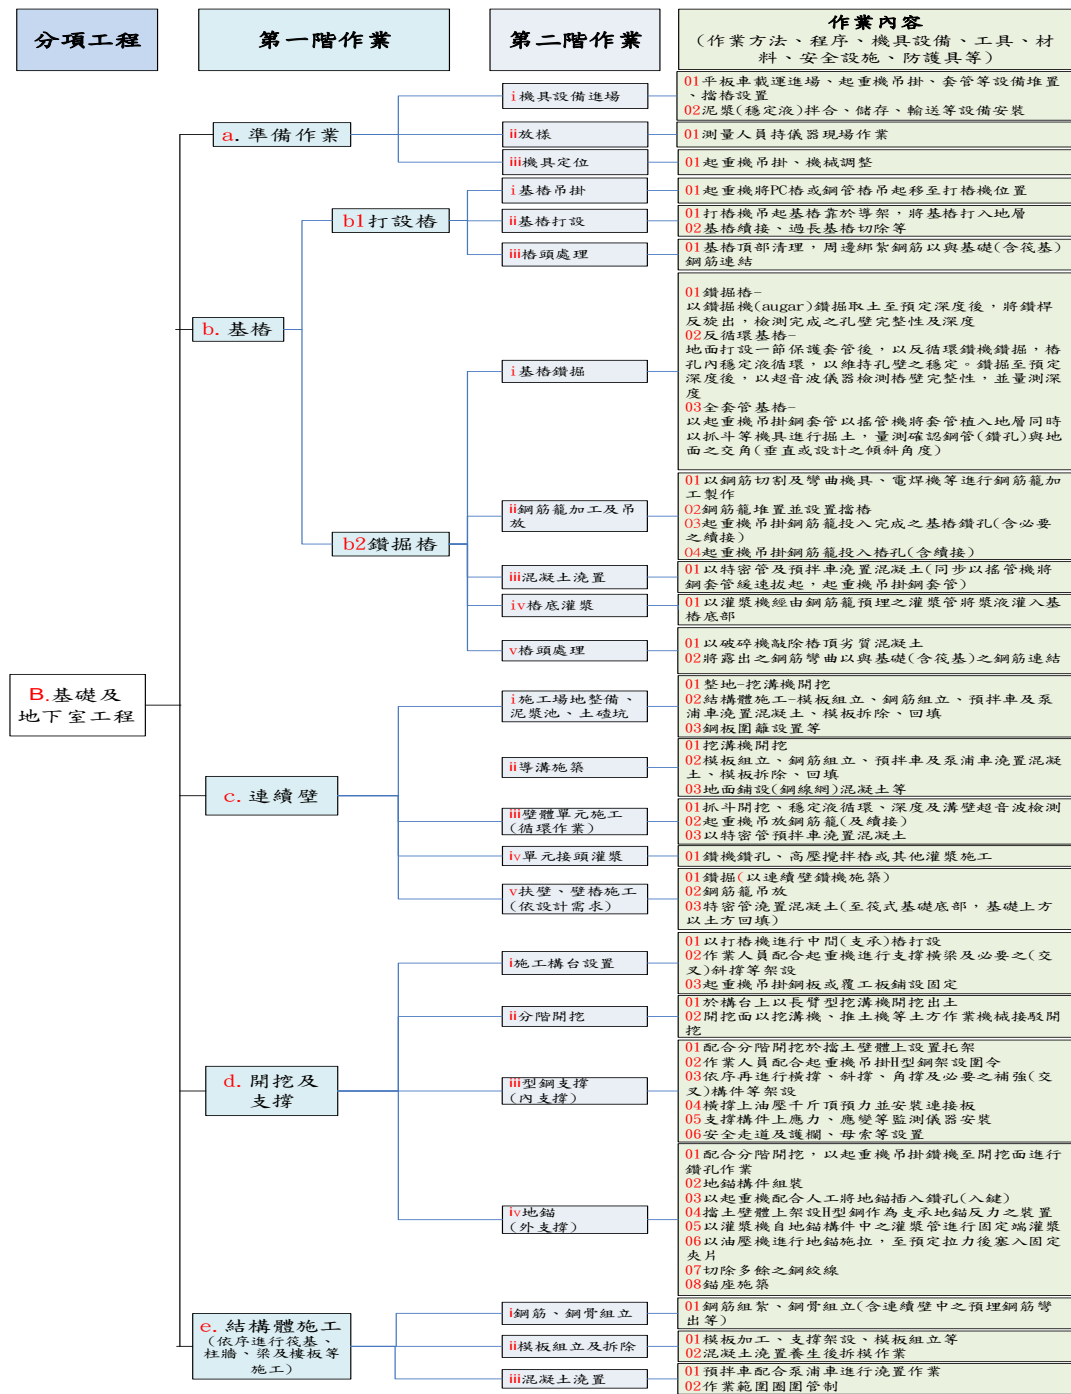 分項工程
第一階作業
第二階作業
作業內容
（作業方法、程序、機具設備、工具、材
料、安全設施、防護具等）
B.基礎及
地下室工程
a. 準備作業
i機具設備進場
01平板車載運進場、起重機吊掛、套管等設備堆置
、擋樁設置
02泥漿(穩定液)拌合、儲存、輸送等設備安裝
ii放樣
01測量人員持儀器現場作業
iii機具定位
01起重機吊掛、機械調整
b. 基樁
b1打設樁
i基樁吊掛
01起重機將PC樁或鋼管樁吊起移至打樁機位置
ii基樁打設
01打樁機吊起基樁靠於導架，將基樁打入地層
02基樁續接、過長基樁切除等
iii樁頭處理
01基樁頂部清理，周邊綁紮鋼筋以與基礎(含筏基)
鋼筋連結
b2鑽掘樁
i基樁鑽掘
01鑽掘樁-
以鑽掘機(augar)鑽掘取土至預定深度後，將鑽桿
反旋出，檢測完成之孔壁完整性及深度
02反循環基樁-
地面打設一節保護套管後，以反循環鑽機鑽掘，樁
孔內穩定液循環，以維持孔壁之穩定。鑽掘至預定
深度後，以超音波儀器檢測樁壁完整性，並量測深
度
03全套管基樁-
以起重機吊掛鋼套管以搖管機將套管植入地層同時
以抓斗等機具進行掘土，量測確認鋼管(鑽孔)與地
面之交角(垂直或設計之傾斜角度)
ii鋼筋籠加工及吊
放
01以鋼筋切割及彎曲機具、電焊機等進行鋼筋籠加
工製作
02鋼筋籠堆置並設置擋樁
03起重機吊掛鋼筋籠投入完成之基樁鑽孔(含必要
之續接)
04起重機吊掛鋼筋籠投入樁孔(含續接)
iii混凝土澆置
01以特密管及預拌車澆置混凝土(同步以搖管機將
鋼套管緩速拔起，起重機吊掛鋼套管)
iv樁底灌漿
01以灌漿機經由鋼筋籠預埋之灌漿管將漿液灌入基
樁底部
v樁頭處理
01以破碎機敲除樁頂劣質混凝土
02將露出之鋼筋彎曲以與基礎(含筏基)之鋼筋連結
c. 連續壁
i施工場地整備、
泥漿池、土碴坑
01整地-挖溝機開挖
02結構體施工-模板組立、鋼筋組立、預拌車及泵
浦車澆置混凝土、模板拆除、回填
03鋼板圍籬設置等
ii導溝施築
01挖溝機開挖
02模板組立、鋼筋組立、預拌車及泵浦車澆置混凝
土、模板拆除、回填
03地面鋪設(鋼線網)混凝土等
iii壁體單元施工
(循環作業)
01抓斗開挖、穩定液循環、深度及溝壁超音波檢測
02起重機吊放鋼筋籠(及續接)
03以特密管預拌車澆置混凝土
iv單元接頭灌漿
01鑽機鑽孔、高壓攪拌樁或其他灌漿施工
v扶壁、壁樁施工
(依設計需求)
01鑽掘(以連續壁鑽機施築)
02鋼筋籠吊放
03特密管澆置混凝土(至筏式基礎底部，基礎上方
以土方回填)
d. 開挖及
支撐
i施工構台設置
01以打樁機進行中間(支承)樁打設
02作業人員配合起重機進行支撐橫梁及必要之(交
叉)斜撐等架設
03起重機吊掛鋼板或覆工板鋪設固定
ii分階開挖
01於構台上以長臂型挖溝機開挖出土
02開挖面以挖溝機、推土機等土方作業機械接駁開
挖
iii型鋼支撐
(內支撐)
01配合分階開挖於擋土壁體上設置托架
02作業人員配合起重機吊掛H型鋼架設圍令
03依序再進行橫撐、斜撐、角撐及必要之補強(交
叉)構件等架設
04橫撐上油壓千斤頂預力並安裝連接板
05支撐構件上應力、應變等監測儀器安裝
06安全走道及護欄、母索等設置
iv地錨
(外支撐)
01配合分階開挖，以起重機吊掛鑽機至開挖面進行
鑽孔作業
02地錨構件組裝
03以起重機配合人工將地錨插入鑽孔(入鍵)
04擋土壁體上架設H型鋼作為支承地錨反力之裝置
05以灌漿機自地錨構件中之灌漿管進行固定端灌漿
06以油壓機進行地錨施拉，至預定拉力後塞入固定
夾片
07切除多餘之鋼絞線
08錨座施築
e. 結構體施工
(依序進行筏基、
柱牆、梁及樓板等
施工)
i鋼筋、鋼骨組立
01鋼筋組紮、鋼骨組立(含連續壁中之預埋鋼筋彎
出等)
ii模板組立及拆除
01模板加工、支撐架設、模板組立等
02混凝土澆置養生後拆模作業
iii混凝土澆置
01預拌車配合泵浦車進行澆置作業
02作業範圍圈圍管制